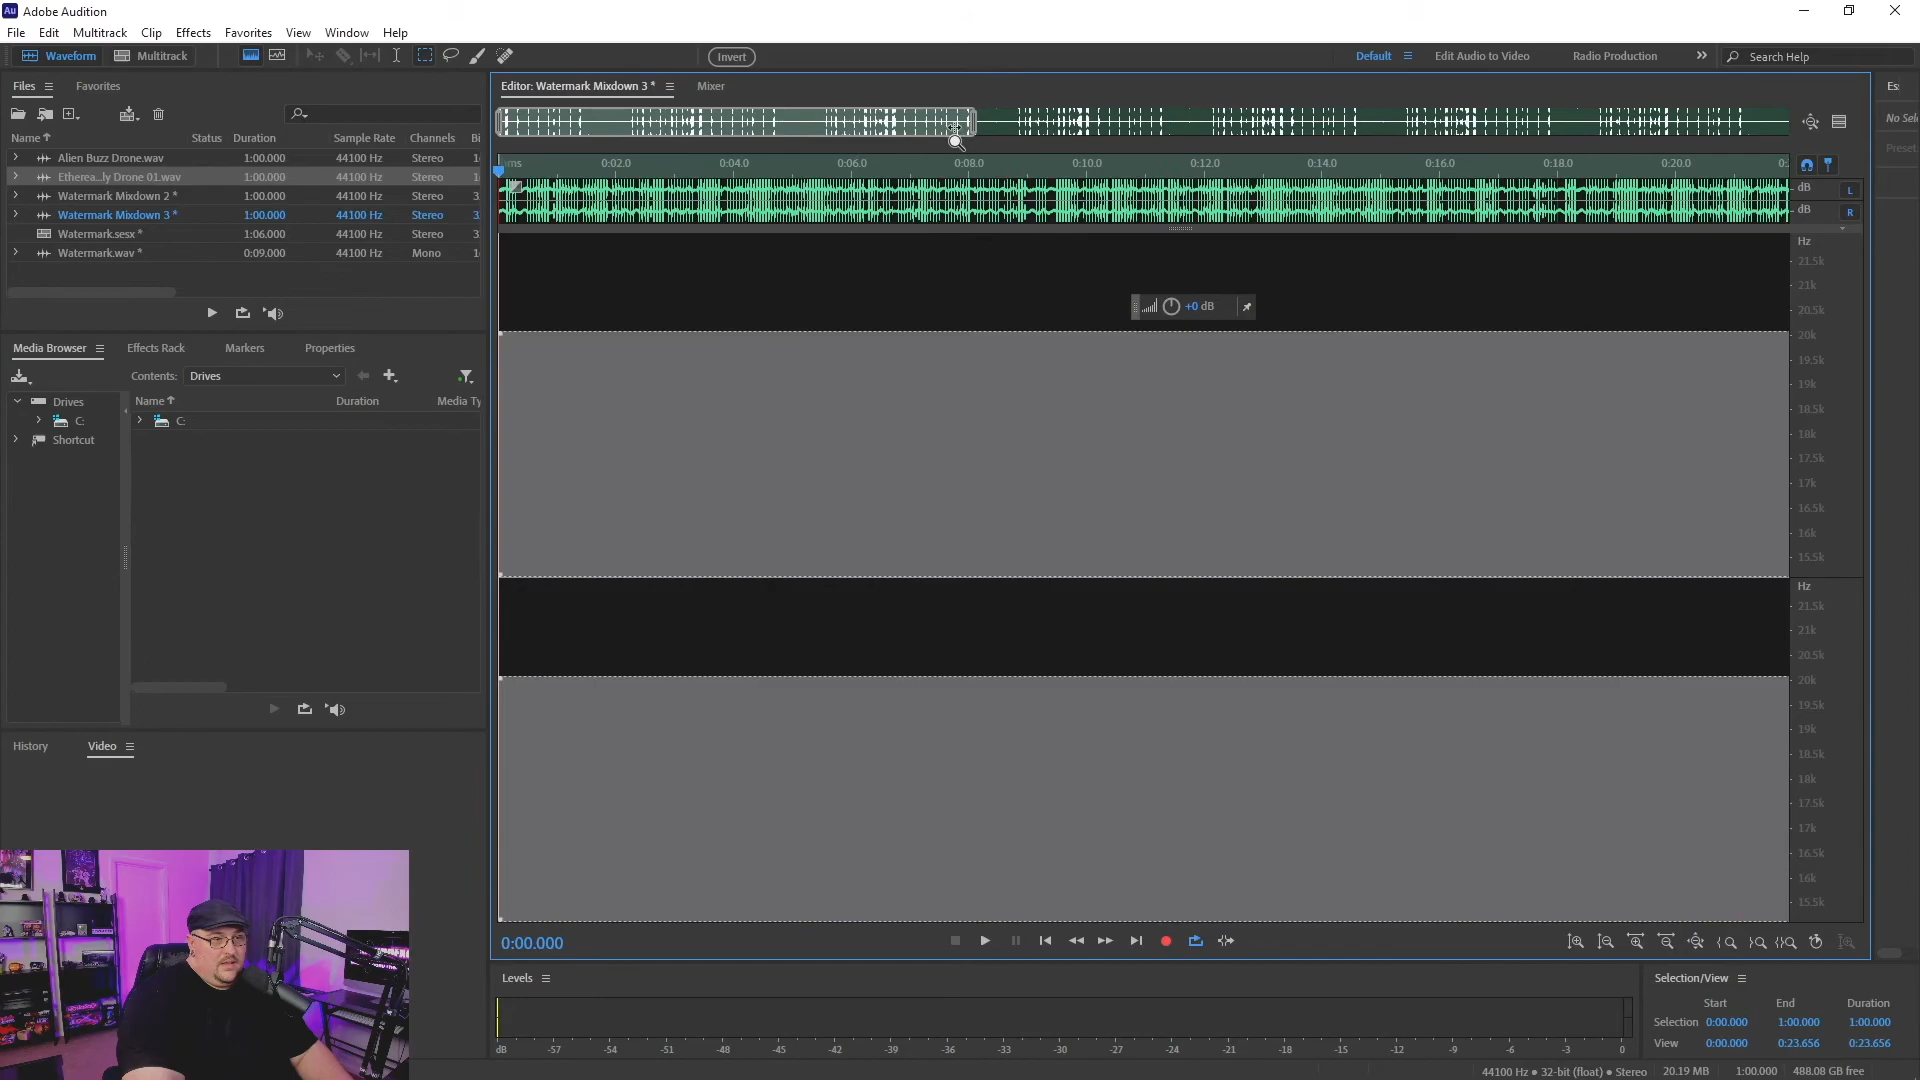 Au Adobe Audition
File Edit Multitrack Clip Effects Favorites View Window Help
Waveform Multitrack Invert Default Edit Audio to Video Radio Production Search Help
Files Favorites
Name Status Duration Sample Rate Channels Bi
Alien Buzz Drone.wav 1:00.000 44100 Hz Stereo
Etherea...ly Drone 01.wav 1:00.000 44100 Hz Stereo
Watermark Mixdown 2 * 1:00.000 44100 Hz Stereo 3
Watermark Mixdown 3 * 1:00.000 44100 Hz Stereo 3
Watermark.sesx * 1:06.000 44100 Hz Stereo 3
Watermark.wav * 0:09.000 44100 Hz Mono
Media Browser Effects Rack Markers Properties
Contents: Drives
Name Duration Media Ty
Drives
C:
Shortcut
C:
History Video
Editor: Watermark Mixdown 3 * Mixer
hms 0:02.0 0:04.0 0:06.0 0:08.0 0:10.0 0:12.0 0:14.0 0:16.0 0:18.0 0:20.0 0:
dB L
dB R
+0 dB
Hz
21.5k
21k
20.5k
20k
19.5k
19k
18.5k
18k
17.5k
17k
16.5k
16k
15.5k
Hz
21.5k
21k
20.5k
20k
19.5k
19k
18.5k
18k
17.5k
17k
16.5k
16k
15.5k
0:00.000
Es
No Sel
Preset:
Levels
dB -57 -54 -51 -48 -45 -42 -39 -36 -33 -30 -27 -24 -21 -18 -15 -12 -9 -6 -3 0
Selection/View
Start End Duration
Selection 0:00.000 1:00.000 1:00.000
View 0:00.000 0:23.656 0:23.656
44100 Hz • 32-bit (float) • Stereo 20.19 MB 1:00.000 488.08 GB free